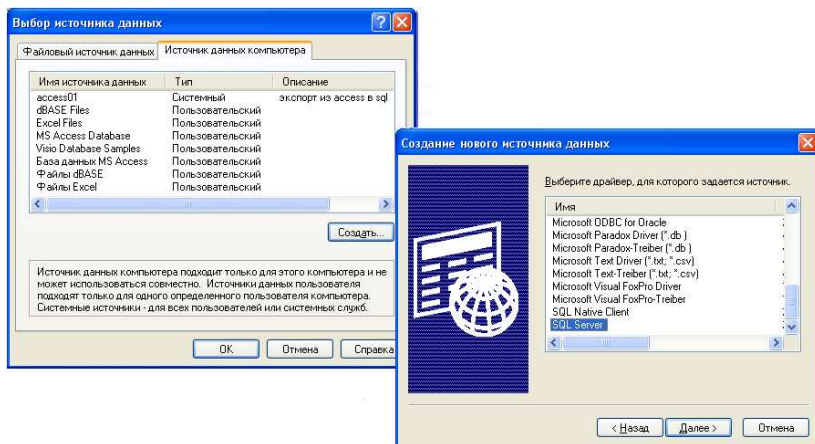 Выбор источника данных
Файловый источник данных Источник данных компьютера
Имя источника данных Тип Описание
access01 Системный экспорт из access в sql
dBASE Files Пользовательский
Excel Files Пользовательский
MS Access Database Пользовательский
Visio Database Samples Пользовательский
База данных MS Access Пользовательский
Файлы dBASE Пользовательский
Файлы Excel Пользовательский
Создать...
Источник данных компьютера подходит только для этого компьютера и не
может использоваться совместно. Источники данных пользователя
подходят только для одного определенного пользователя компьютера.
Системные источники - для всех пользователей или системных служб.
OK Отмена Справка
Создание нового источника данных
Выберите драйвер, для которого задается источник.
Имя
Microsoft ODBC for Oracle
Microsoft Paradox Driver (*.db )
Microsoft Paradox-Treiber (*.db )
Microsoft Text Driver (*.txt; *.csv)
Microsoft Text-Treiber (*.txt; *.csv)
Microsoft Visual FoxPro Driver
Microsoft Visual FoxPro-Treiber
SQL Native Client
SQL Server
< Назад Далее > Отмена